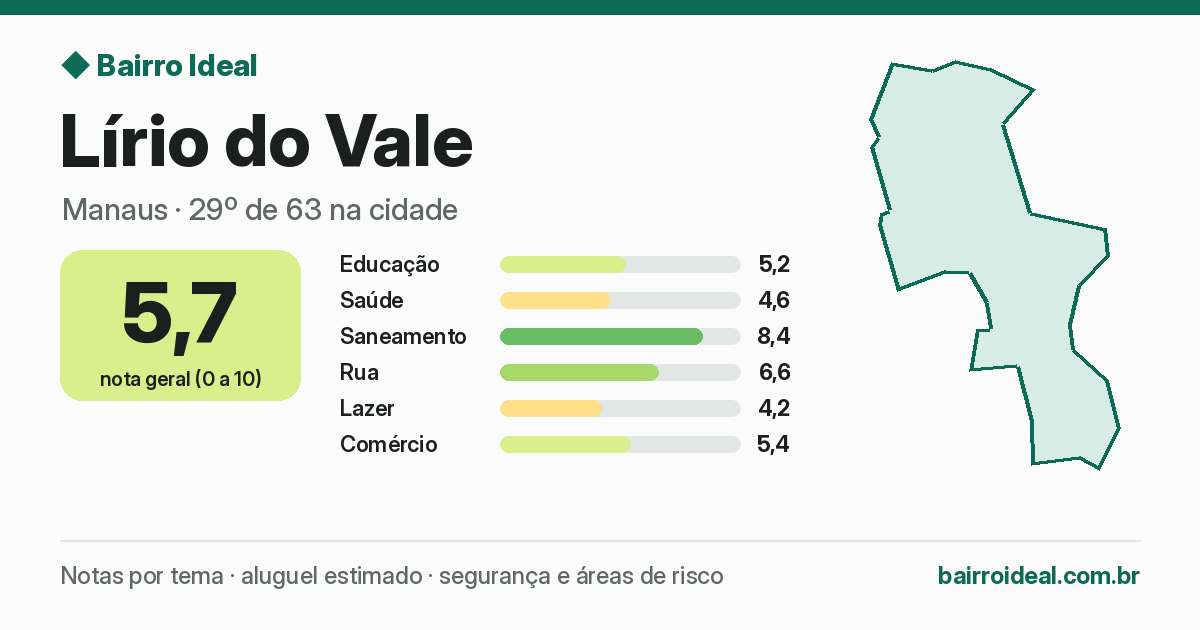 Bairro Ideal
Lírio do Vale
Manaus · 29º de 63 na cidade
5,7
nota geral (0 a 10)
Educação 5,2
Saúde 4,6
Saneamento 8,4
Rua 6,6
Lazer 4,2
Comércio 5,4
Notas por tema · aluguel estimado · segurança e áreas de risco
bairroideal.com.br